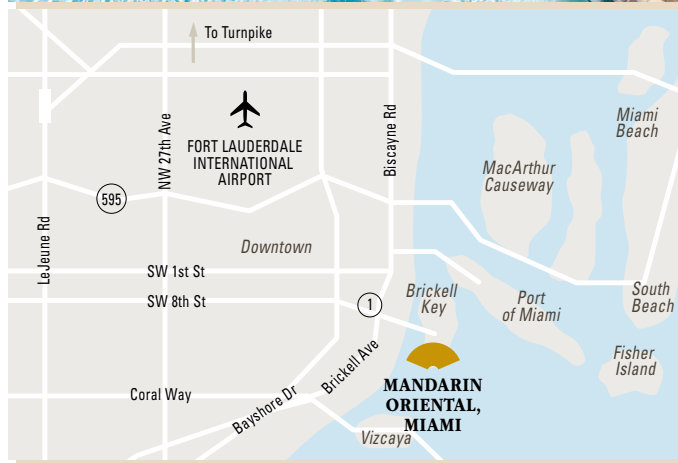 To Turnpike
Miami
Beach
NW 27th Ave
Biscayne Rd
FORT LAUDERDALE
INTERNATIONAL
AIRPORT
MacArthur
Causeway
595
LeJeune Rd
Downtown
SW 1st St
SW 8th St
1
Brickell
Key
Port
of Miami
South
Beach
Fisher
Island
Brickell Ave
MANDARIN
ORIENTAL,
MIAMI
Coral Way
Bayshore Dr
Vizcaya